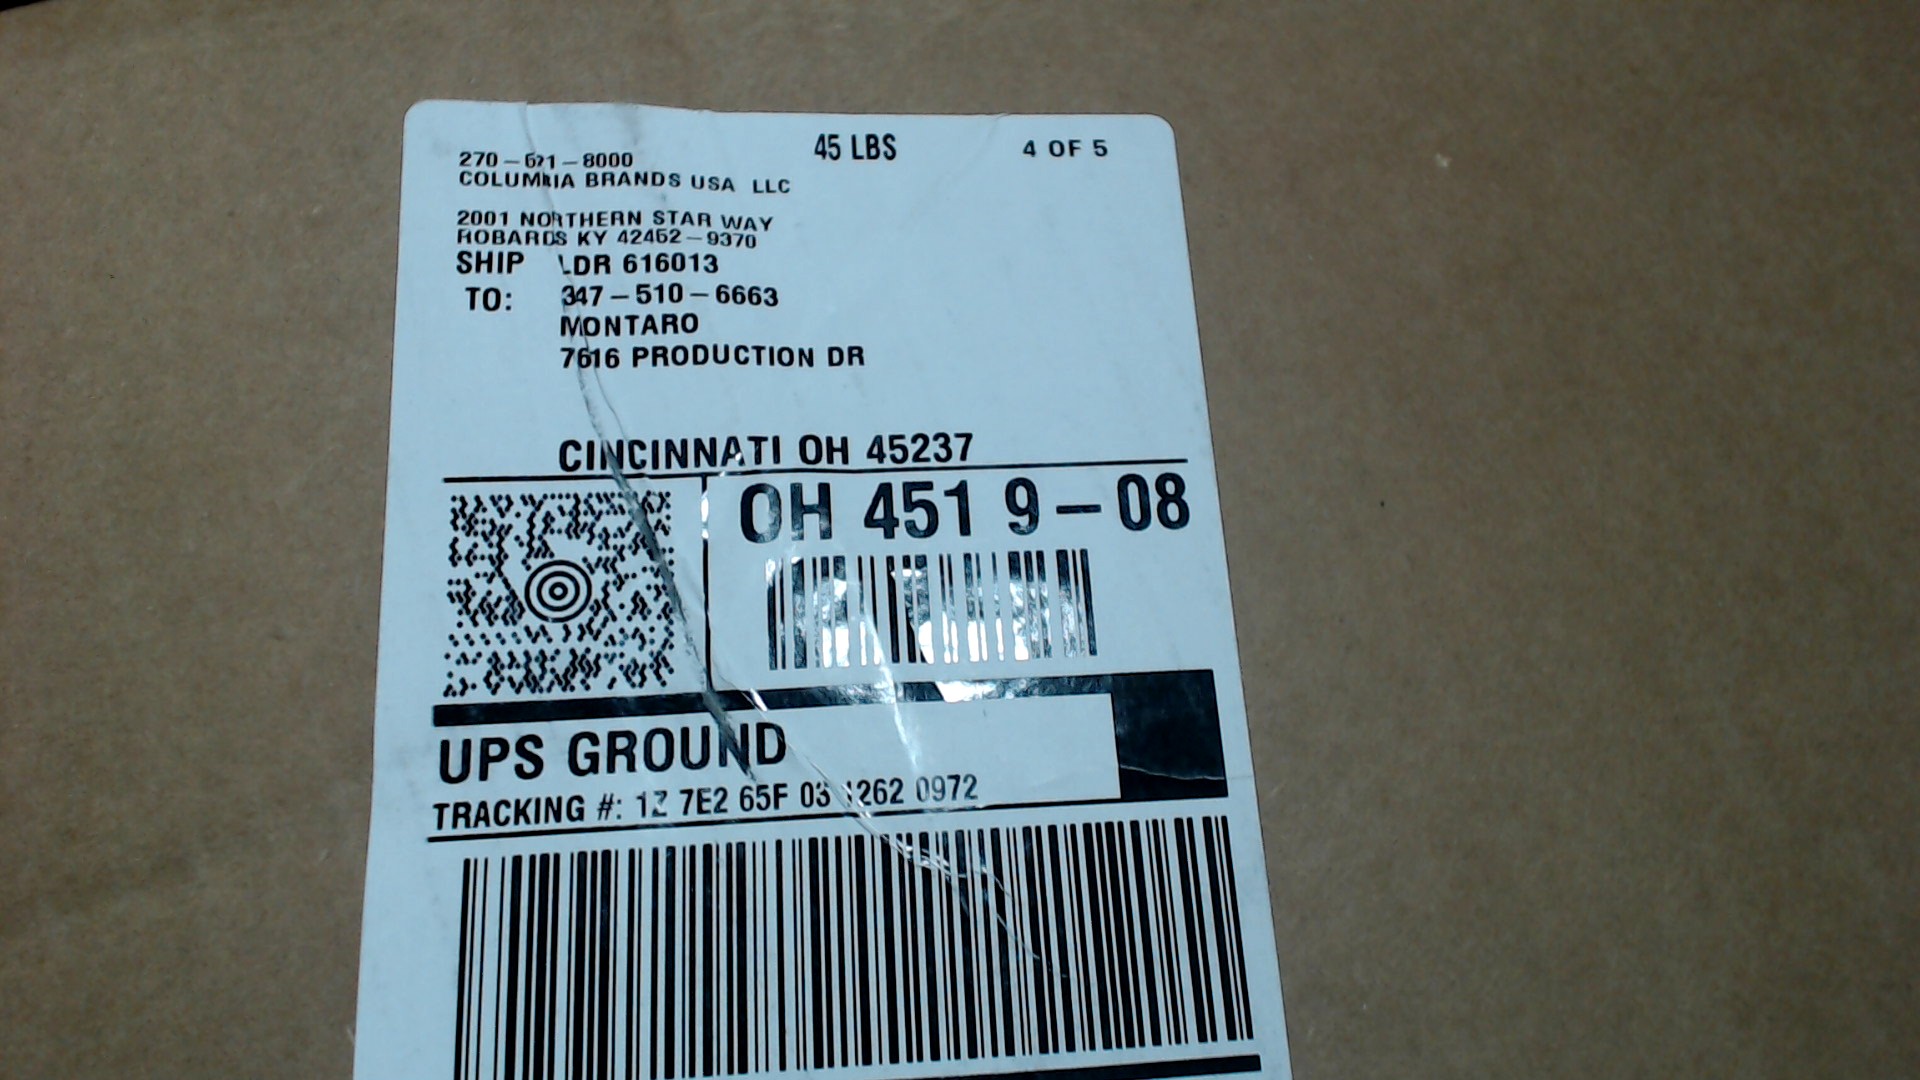 45 LBS
4 OF 5
270-621-8000
COLUMBIA BRANDS USA LLC
2001 NORTHERN STAR WAY
ROBARDS KY 42452-9370
SHIP LDR 616013
TO: 347-510-6663
MONTARO
7616 PRODUCTION DR
CINCINNATI OH 45237
OH 451 9-08
UPS GROUND
TRACKING #: 1Z 7E2 65F 03 1262 0972